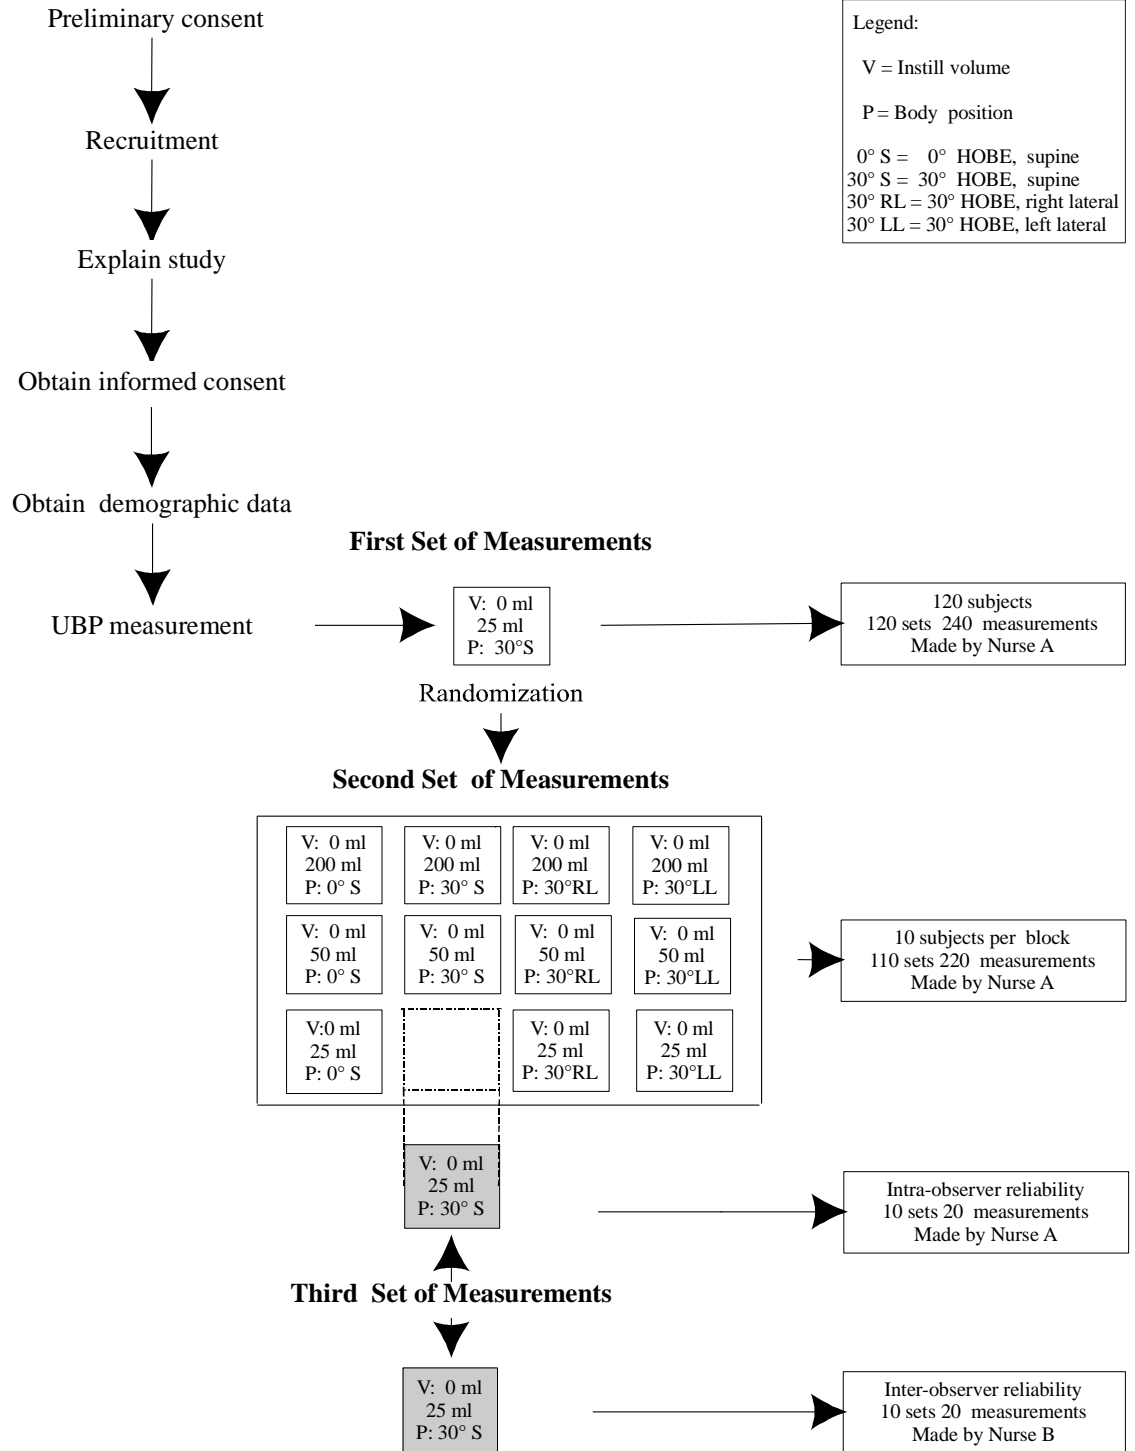 Preliminary consent
Legend:
V = Instill volume
P = Body position
0° S = 0° HOBE, supine
30° S = 30° HOBE, supine
30° RL = 30° HOBE, right lateral
30° LL = 30° HOBE, left lateral
Recruitment
Explain study
Obtain informed consent
Obtain demographic data
First Set of Measurements
UBP measurement
V: 0 ml
25 ml
P: 30°S
120 subjects
120 sets 240 measurements
Made by Nurse A
Randomization
Second Set of Measurements
V: 0 ml
200 ml
P: 0° S
V: 0 ml
200 ml
P: 30° S
V: 0 ml
200 ml
P: 30°RL
V: 0 ml
200 ml
P: 30°LL
V: 0 ml
50 ml
P: 0° S
V: 0 ml
50 ml
P: 30° S
V: 0 ml
50 ml
P: 30°RL
V: 0 ml
50 ml
P: 30°LL
10 subjects per block
110 sets 220 measurements
Made by Nurse A
V:0 ml
25 ml
P: 0° S
V: 0 ml
25 ml
P: 30°RL
V: 0 ml
25 ml
P: 30°LL
V: 0 ml
25 ml
P: 30° S
Intra-observer reliability
10 sets 20 measurements
Made by Nurse A
Third Set of Measurements
V: 0 ml
25 ml
P: 30° S
Inter-observer reliability
10 sets 20 measurements
Made by Nurse B